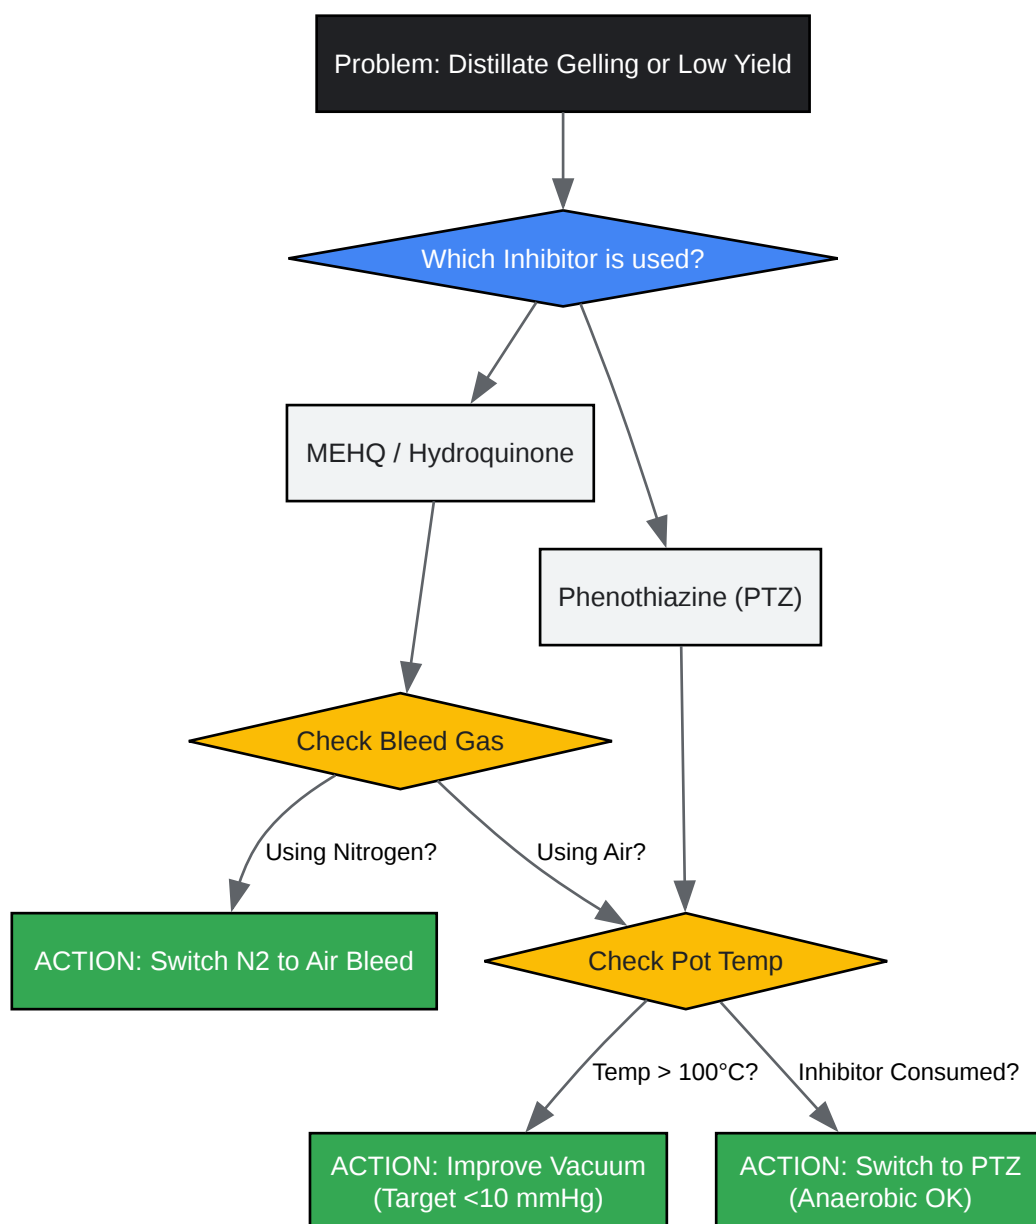 Problem: Distillate Gelling or Low Yield
Which Inhibitor is used?
MEHQ / Hydroquinone
Phenothiazine (PTZ)
Check Bleed Gas
Using Nitrogen?
Using Air?
ACTION: Switch N2 to Air Bleed
Check Pot Temp
Temp > 100°C?
Inhibitor Consumed?
ACTION: Improve Vacuum
(Target <10 mmHg)
ACTION: Switch to PTZ
(Anaerobic OK)